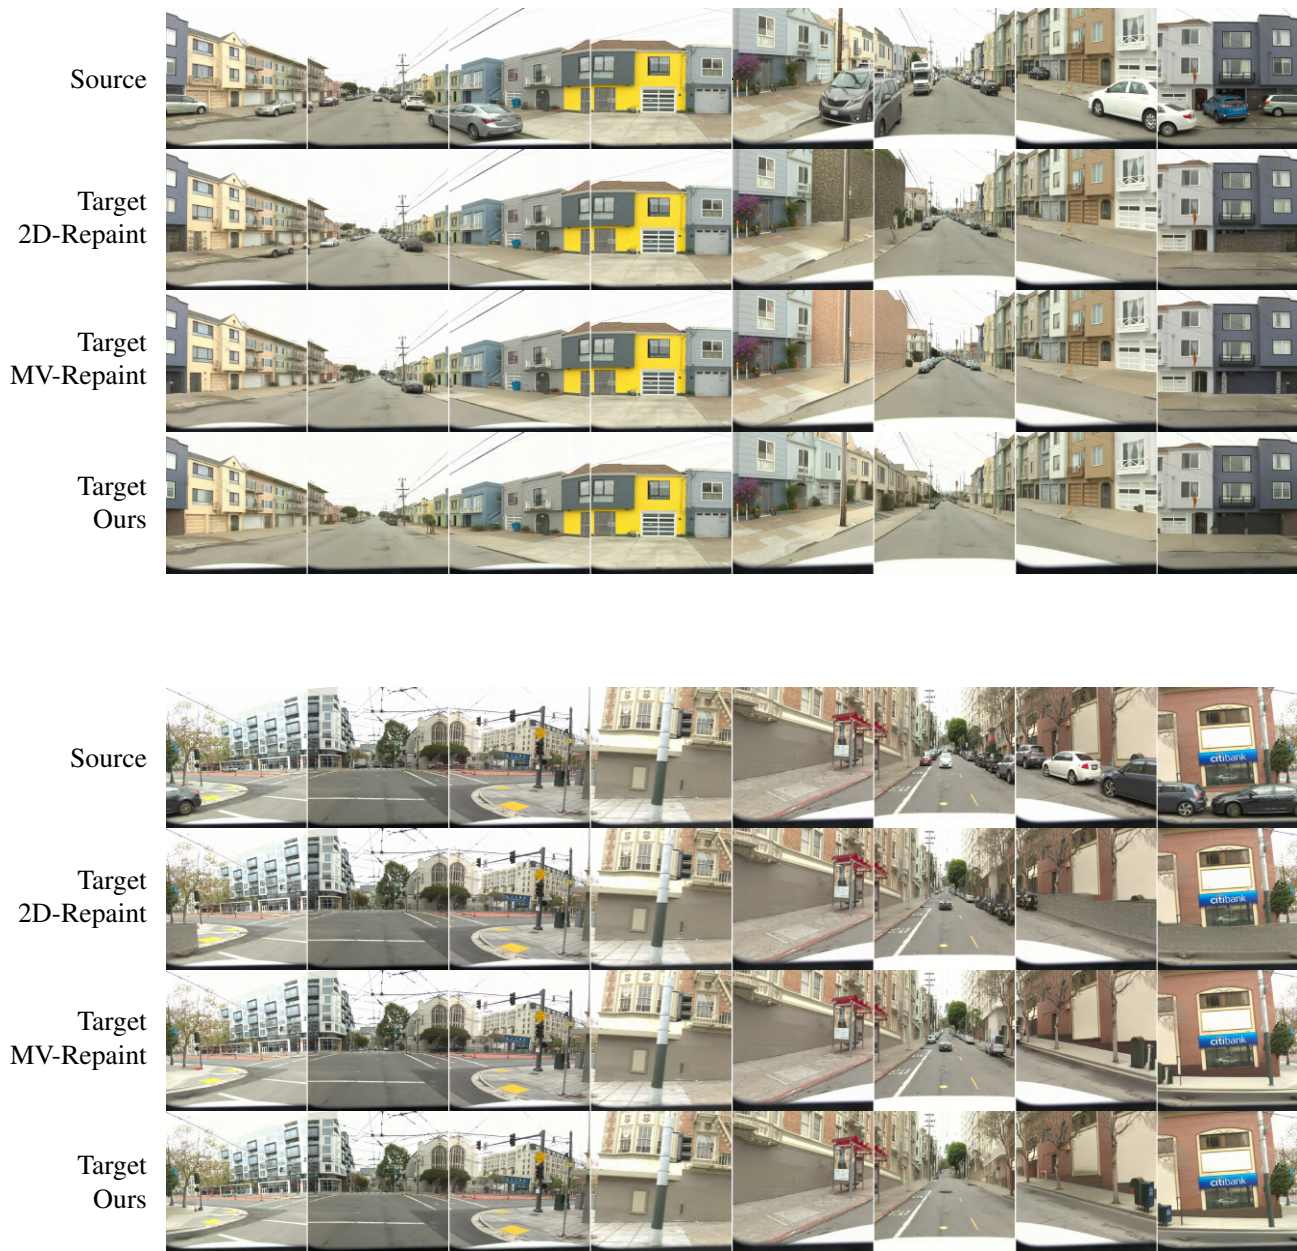 Source
Target
2D-Repaint
Target
MV-Repaint
Target
Ours
Source
citibank
Target
2D-Repaint
citibank
Target
MV-Repaint
citibank
Target
Ours
citibank